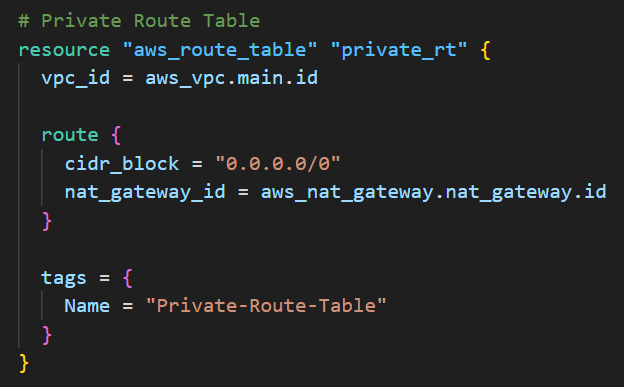 # Private Route Table
resource "aws_route_table" "private_rt" {
  vpc_id = aws_vpc.main.id
  route {
    cidr_block = "0.0.0.0/0"
    nat_gateway_id = aws_nat_gateway.nat_gateway.id
  }
  tags = {
    Name = "Private-Route-Table"
  }
}